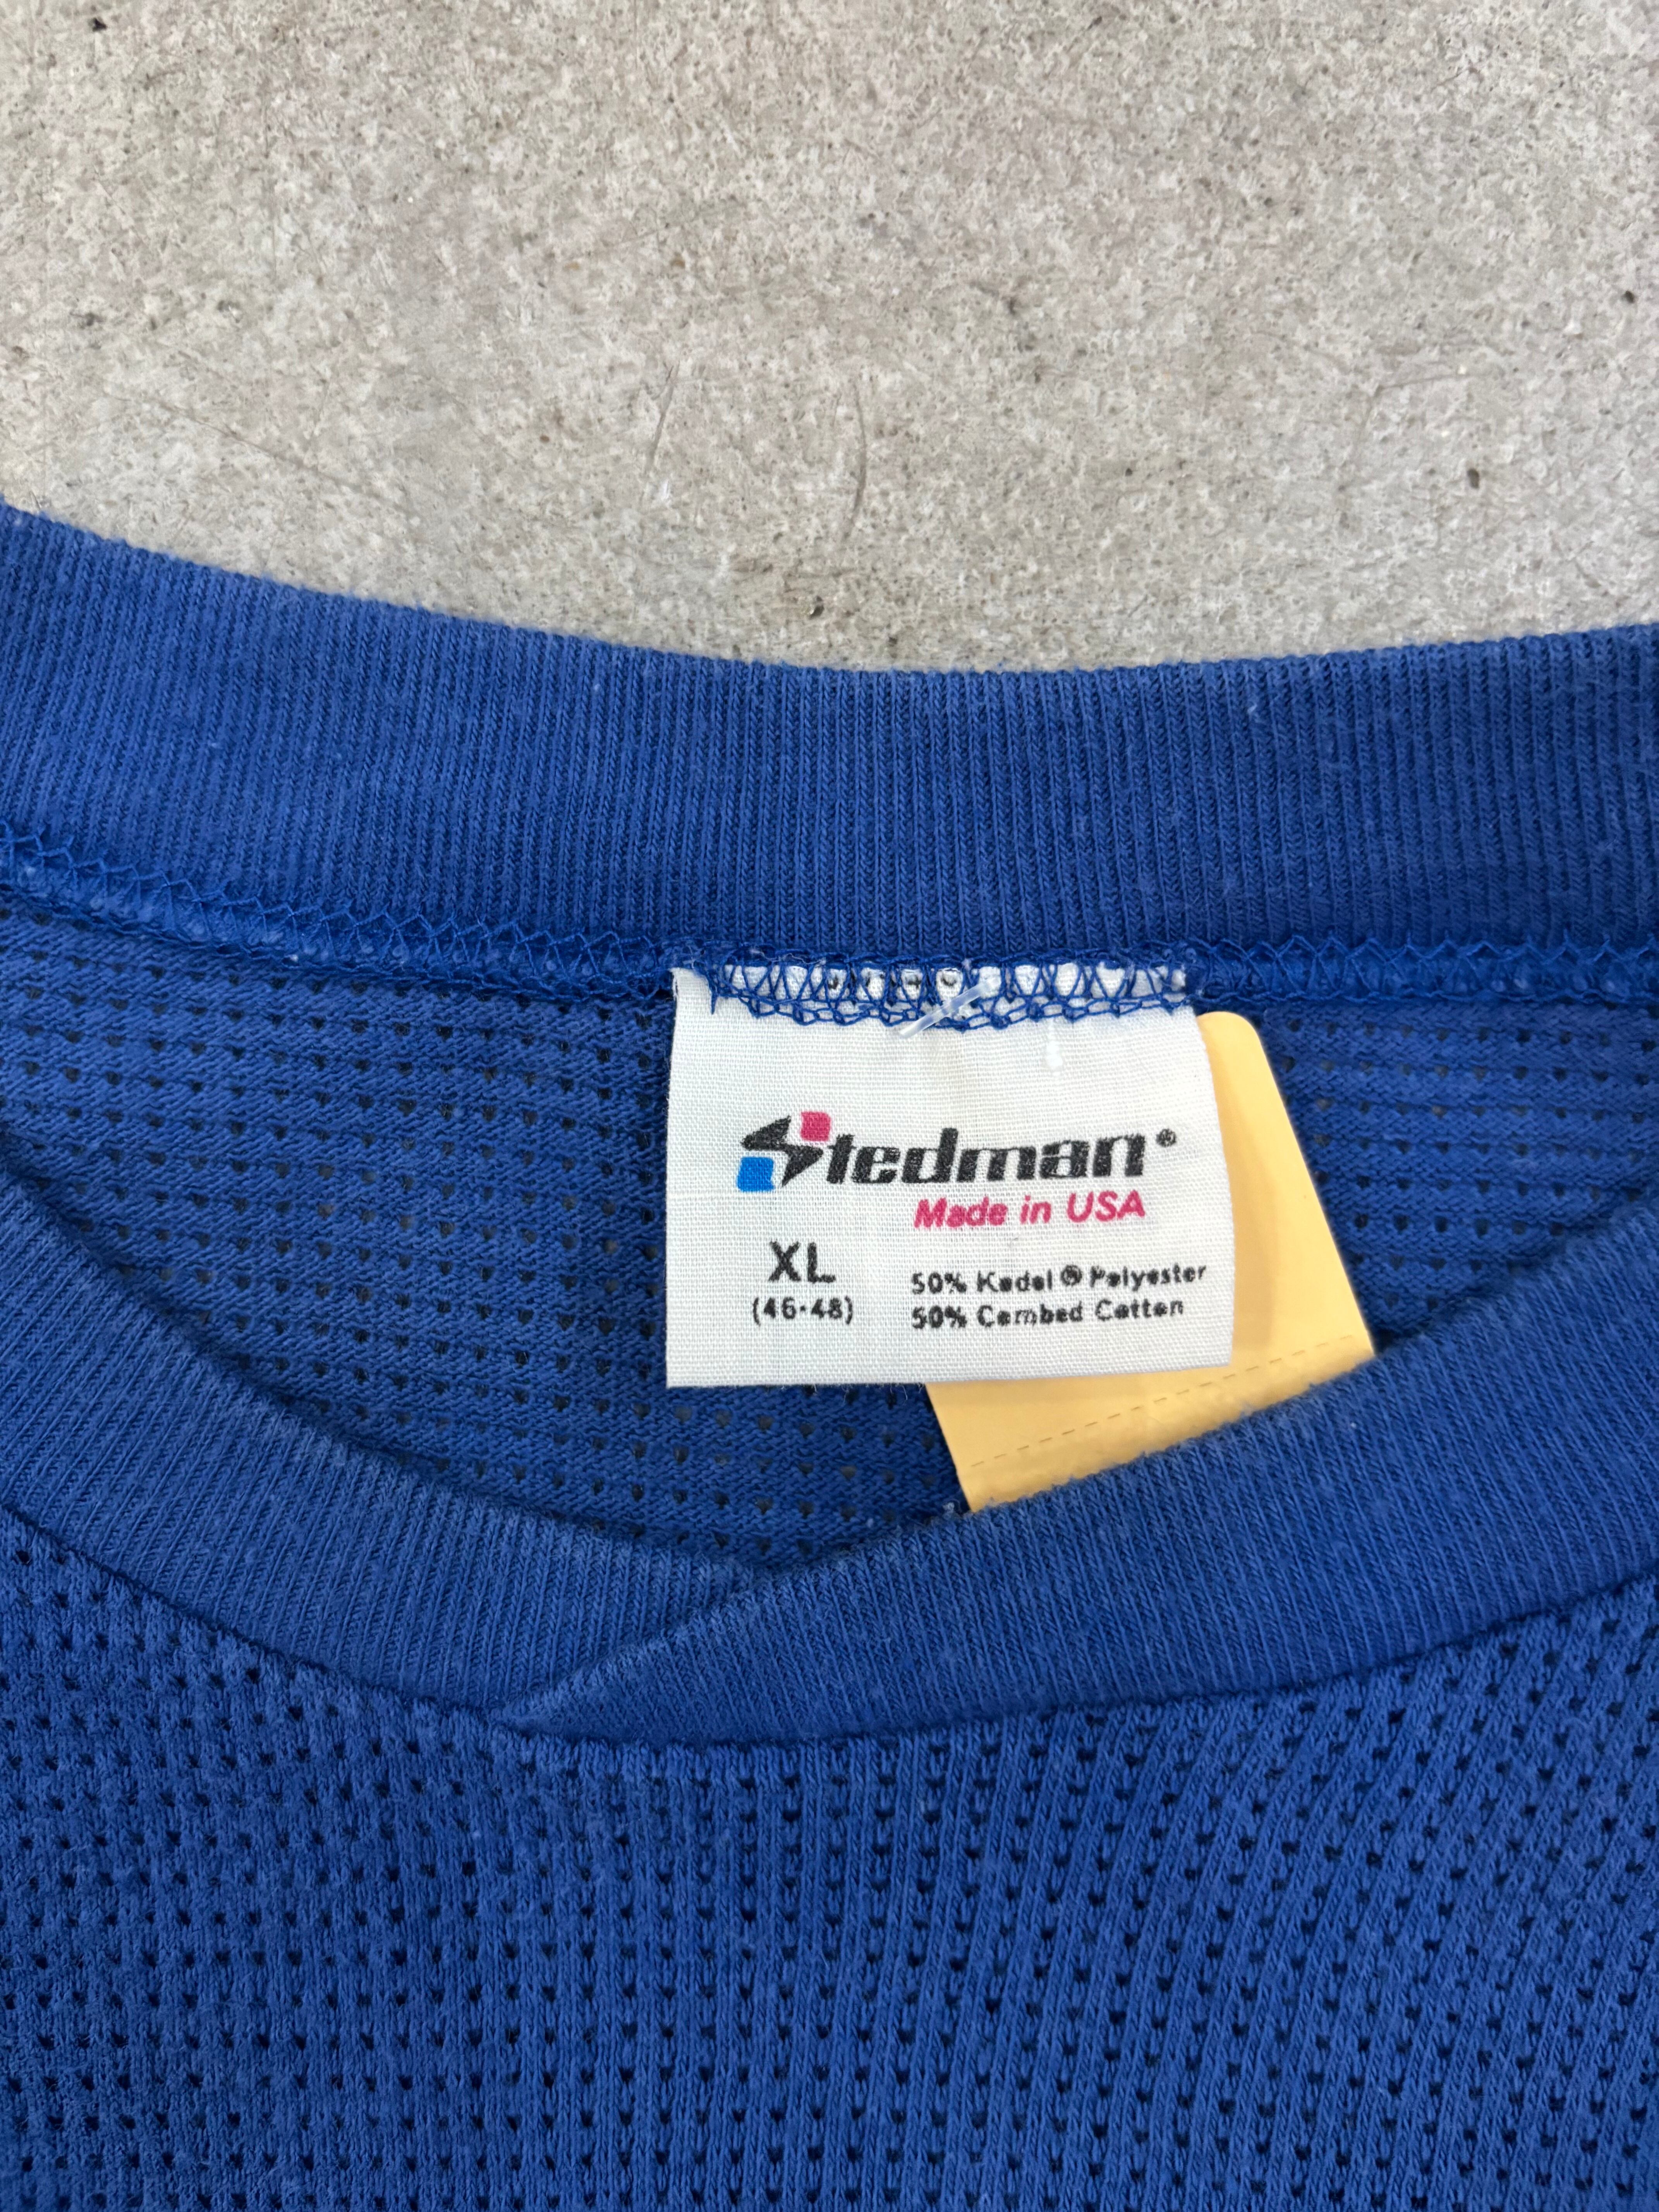 Stedman®
Made in USA
XL
50% Kodel ® Polyester
(46-48)
50% Combed Cotton